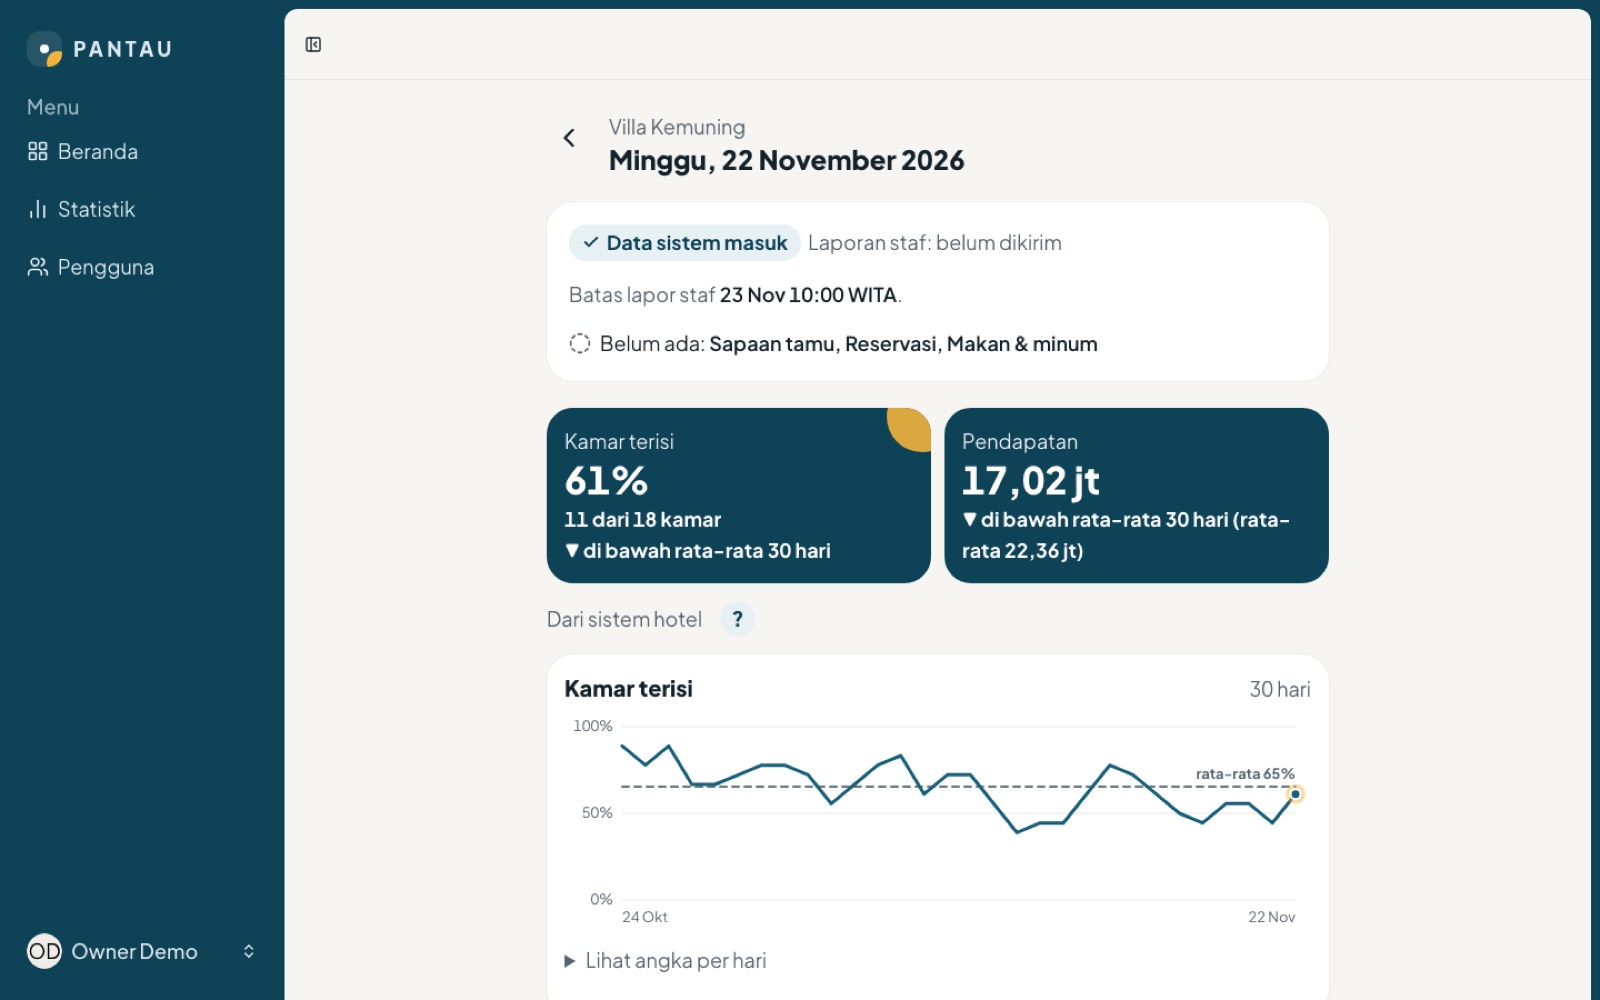 PANTAU
Menu
Beranda
Statistik
Pengguna
OD Owner Demo
Villa Kemuning
Minggu, 22 November 2026
Data sistem masuk Laporan staf: belum dikirim
Batas lapor staf 23 Nov 10:00 WITA.
Belum ada: Sapaan tamu, Reservasi, Makan & minum
Kamar terisi
61%
11 dari 18 kamar
▼ di bawah rata-rata 30 hari
Pendapatan
17,02 jt
▼ di bawah rata-rata 30 hari (rata-
rata 22,36 jt)
Dari sistem hotel ?
Kamar terisi 30 hari
100%
rata-rata 65%
50%
0%
24 Okt 22 Nov
▶ Lihat angka per hari